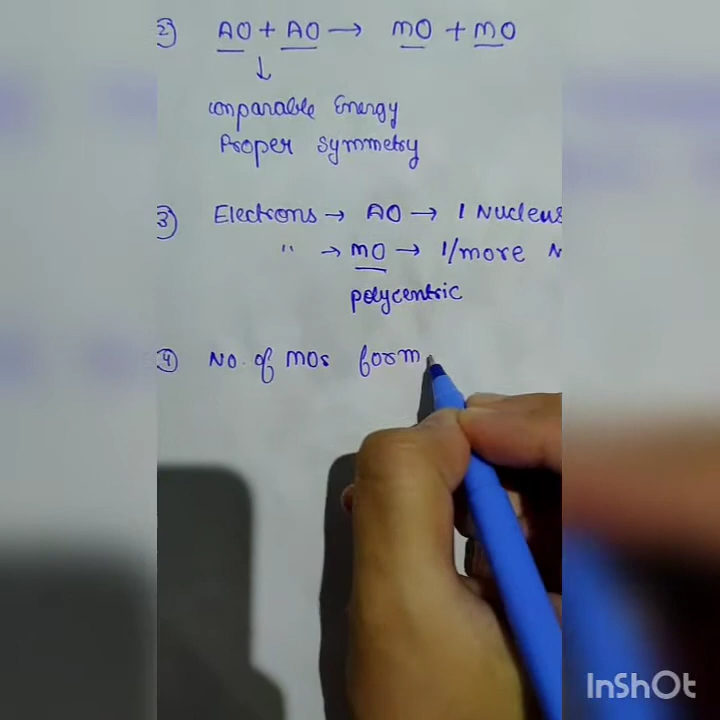 2) AO + AO → MO + MO
↓
Comparable Energy
Proper symmetry
3) Electrons → AO → 1 Nucleus
" → MO → 1/more N
polycentric
4) No. of MOs form
InShOt